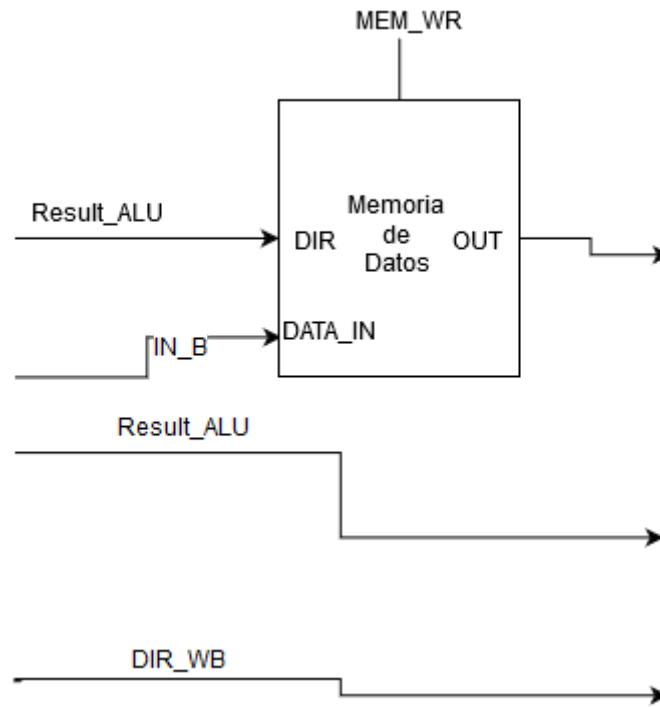 MEM_WR
Result_ALU
Memoria
de
Datos
DIR
OUT
IN_B
DATA_IN
Result_ALU
DIR_WB